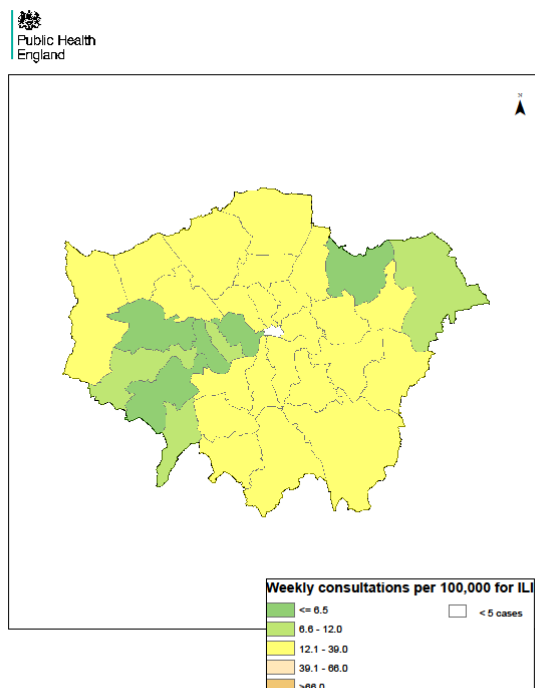 Public Health
England
N
Weekly consultations per 100,000 for ILI
<= 6.5
< 5 cases
6.6 - 12.0
12.1 - 39.0
39.1 - 66.0
>66.0